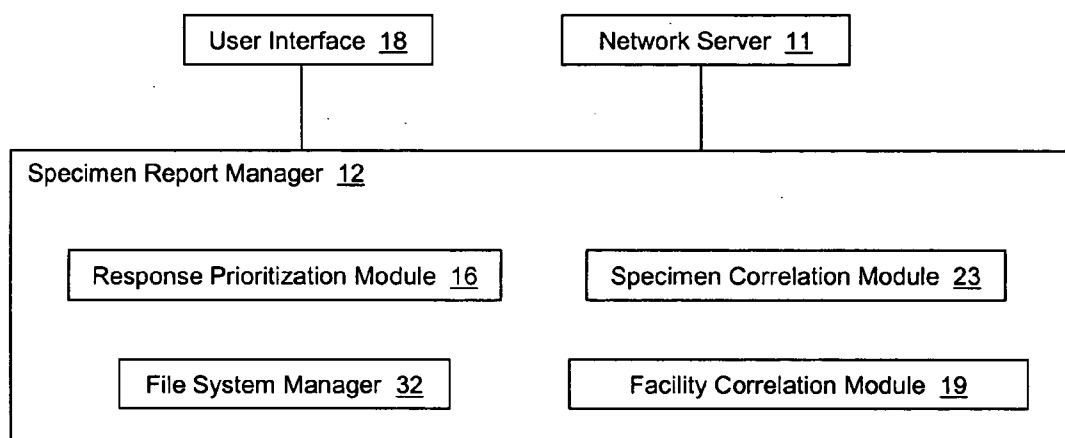 User Interface 18
Network Server 11
Specimen Report Manager 12
Response Prioritization Module 16
Specimen Correlation Module 23
File System Manager 32
Facility Correlation Module 19